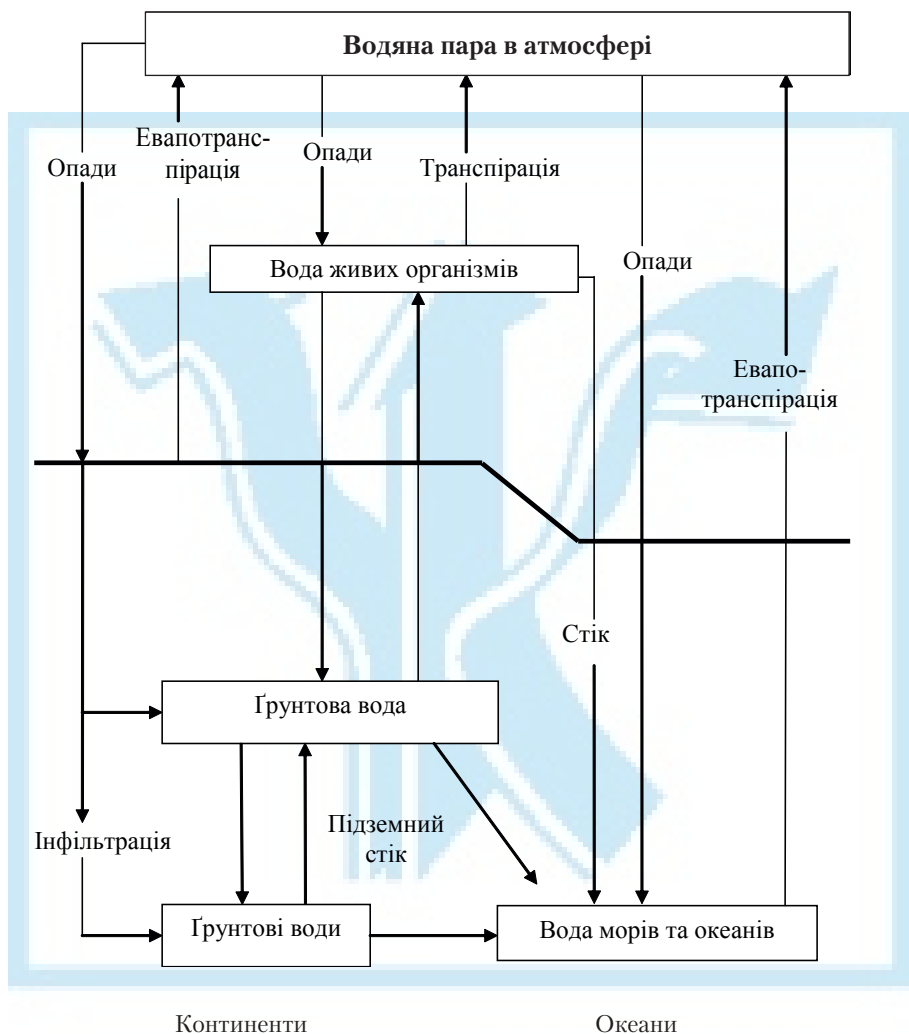 Водяна пара в атмосфері
Евапотранс-
пірація
Опади
Опади
Транспірація
Вода живих організмів
Опади
Евапо-
транспірація
Стік
Ґрунтова вода
Інфільтрація
Підземний
стік
Ґрунтові води
Вода морів та океанів
Континенти
Океани